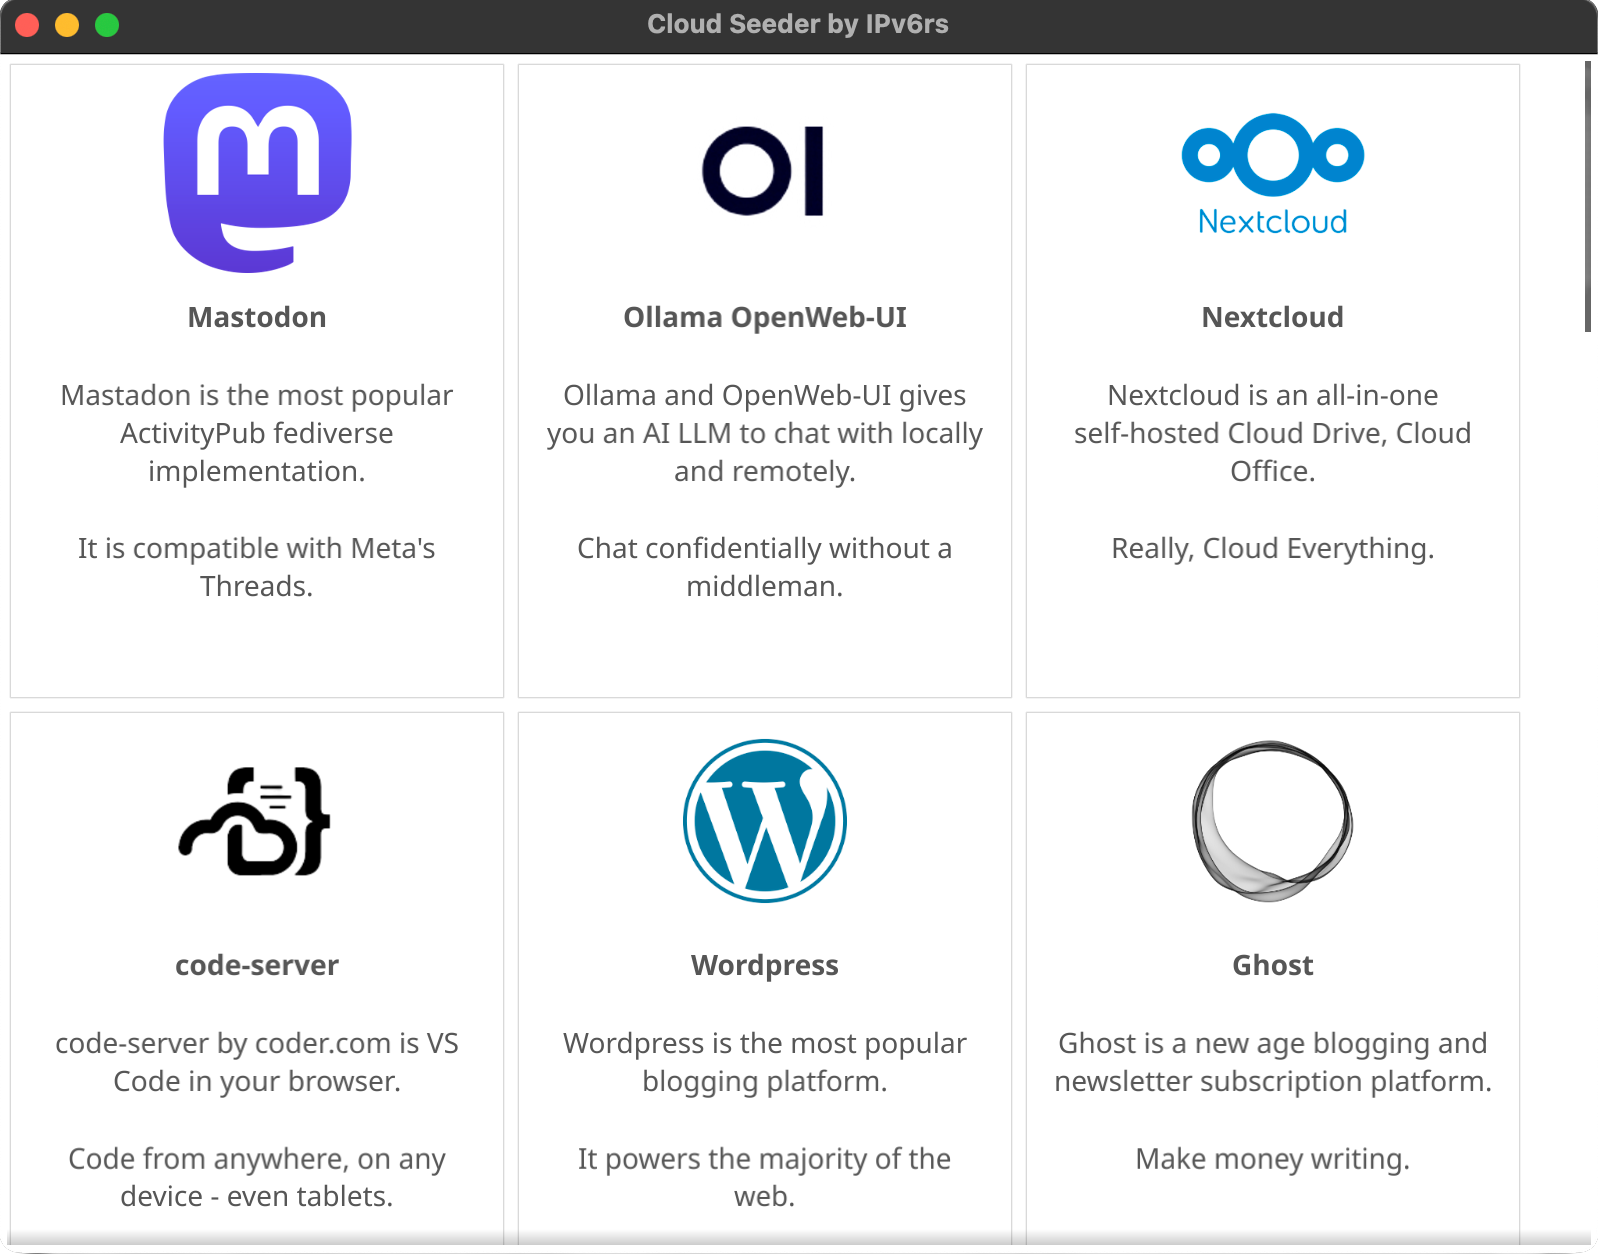 Cloud Seeder by IPv6rs
m
OI
Nextcloud
Mastodon
Ollama OpenWeb-UI
Nextcloud
Mastadon is the most popular
ActivityPub fediverse
implementation.
It is compatible with Meta's
Threads.
Ollama and OpenWeb-UI gives
you an AI LLM to chat with locally
and remotely.
Chat confidentially without a
middleman.
Nextcloud is an all-in-one
self-hosted Cloud Drive, Cloud
Office.
Really, Cloud Everything.
W
code-server
Wordpress
Ghost
code-server by coder.com is VS
Code in your browser.
Code from anywhere, on any
device - even tablets.
Wordpress is the most popular
blogging platform.
It powers the majority of the
web.
Ghost is a new age blogging and
newsletter subscription platform.
Make money writing.